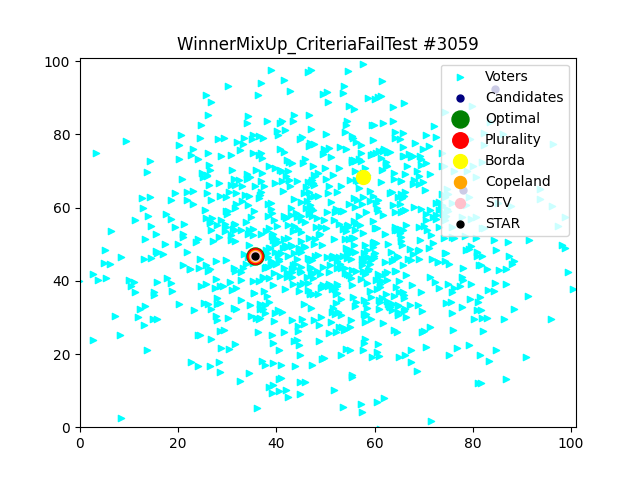 WinnerMixUp_CriteriaFailTest #3059
100
80
60
40
20
0
0 20 40 60 80 100
Voters
Candidates
Optimal
Plurality
Borda
Copeland
STV
STAR